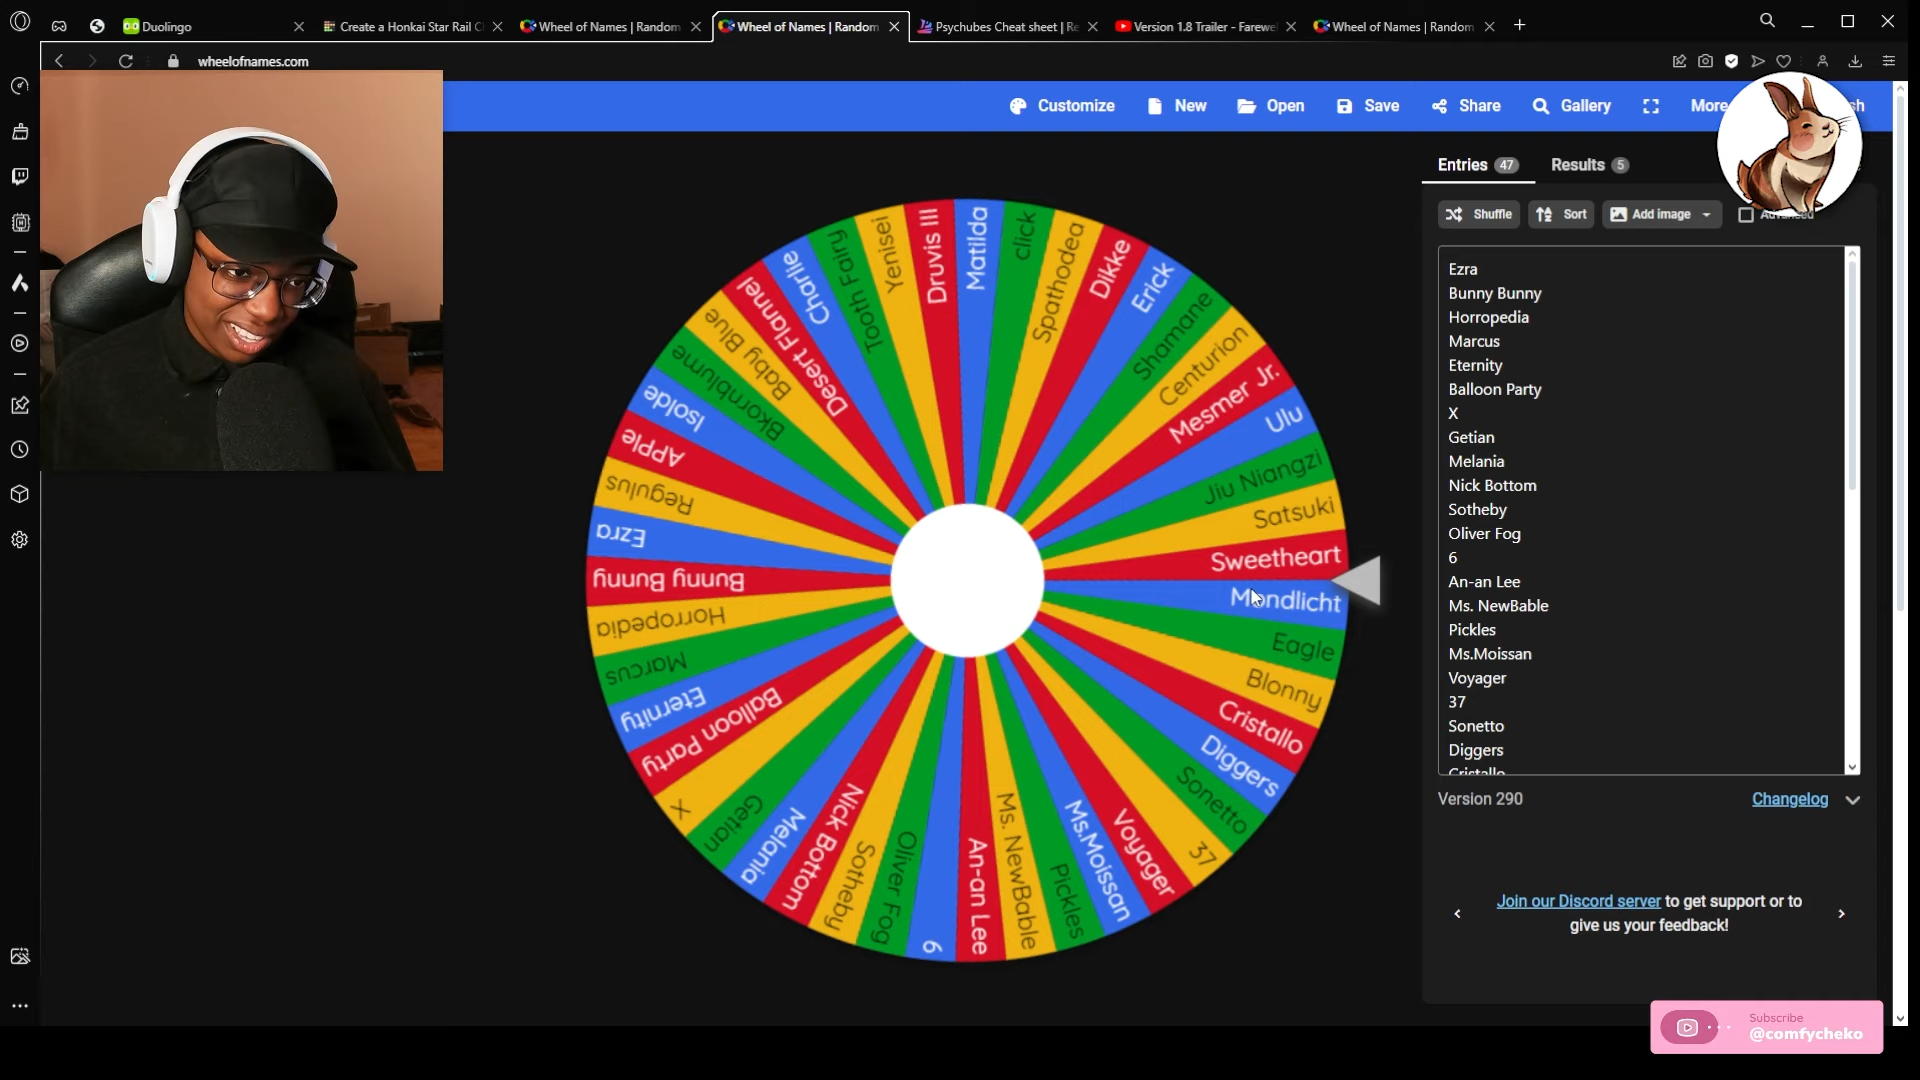 Duolingo
Create a Honkai Star Rail C
Wheel of Names | Random
Wheel of Names | Random
Psychubes Cheat sheet | Re
Version 1.8 Trailer - Farewe
Wheel of Names | Random
wheelofnames.com
Customize
New
Open
Save
Share
Gallery
More
sh
Entries 47
Results 5
Shuffle
Sort
Add image
Advanced
Ezra
Bunny Bunny
Horropedia
Marcus
Eternity
Balloon Party
X
Getian
Melania
Nick Bottom
Sotheby
Oliver Fog
6
An-an Lee
Ms. NewBable
Pickles
Ms.Moissan
Voyager
37
Sonetto
Diggers
Cristallo
Version 290
Changelog
Join our Discord server to get support or to
give us your feedback!
Subscribe
@comfycheko
Matilda
click
Spathodea
Dikke
Erick
Shamane
Centurion
Mesmer Jr.
Ulu
Jiu Niangzi
Satsuki
Sweetheart
Mondlicht
Eagle
Blonny
Cristallo
Diggers
Sonetto
37
Voyager
Ms.Moissan
Pickles
Ms. NewBable
An-an Lee
6
Oliver Fog
Sotheby
Nick Bottom
Melania
Getian
X
Balloon Party
Eternity
Marcus
Horropedia
Bunny Bunny
Ezra
Regulus
Apple
Isolde
Bkornblume
Baby Blue
Desert Flannel
Charlie
Tooth Fairy
Yenisei
Druvis III